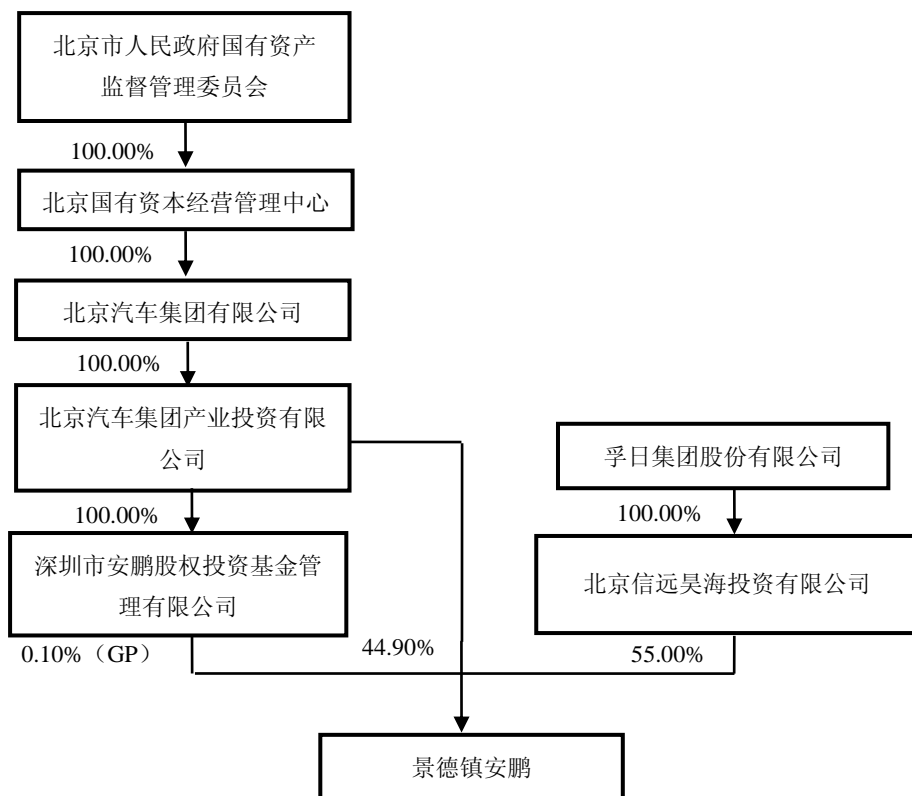 北京市人民政府国有资产
监督管理委员会
100.00%
北京国有资本经营管理中心
100.00%
北京汽车集团有限公司
100.00%
北京汽车集团产业投资有限
公司
孚日集团股份有限公司
100.00%
100.00%
深圳市安鹏股权投资基金管
理有限公司
北京信远昊海投资有限公司
0.10%（GP）
44.90%
55.00%
景德镇安鹏